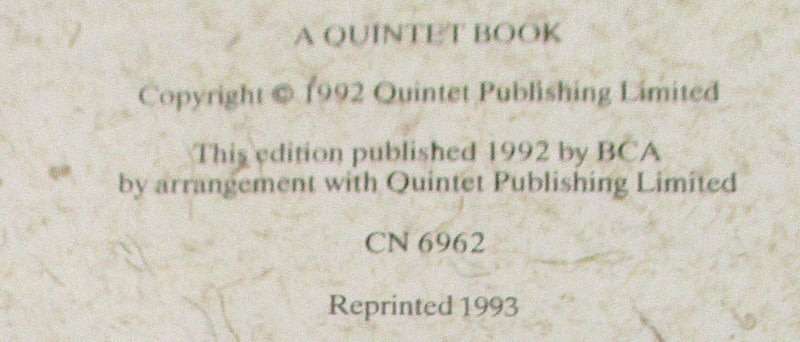 A QUINTET BOOK
Copyright © 1992 Quintet Publishing Limited
This edition published 1992 by BCA
by arrangement with Quintet Publishing Limited
CN 6962
Reprinted 1993